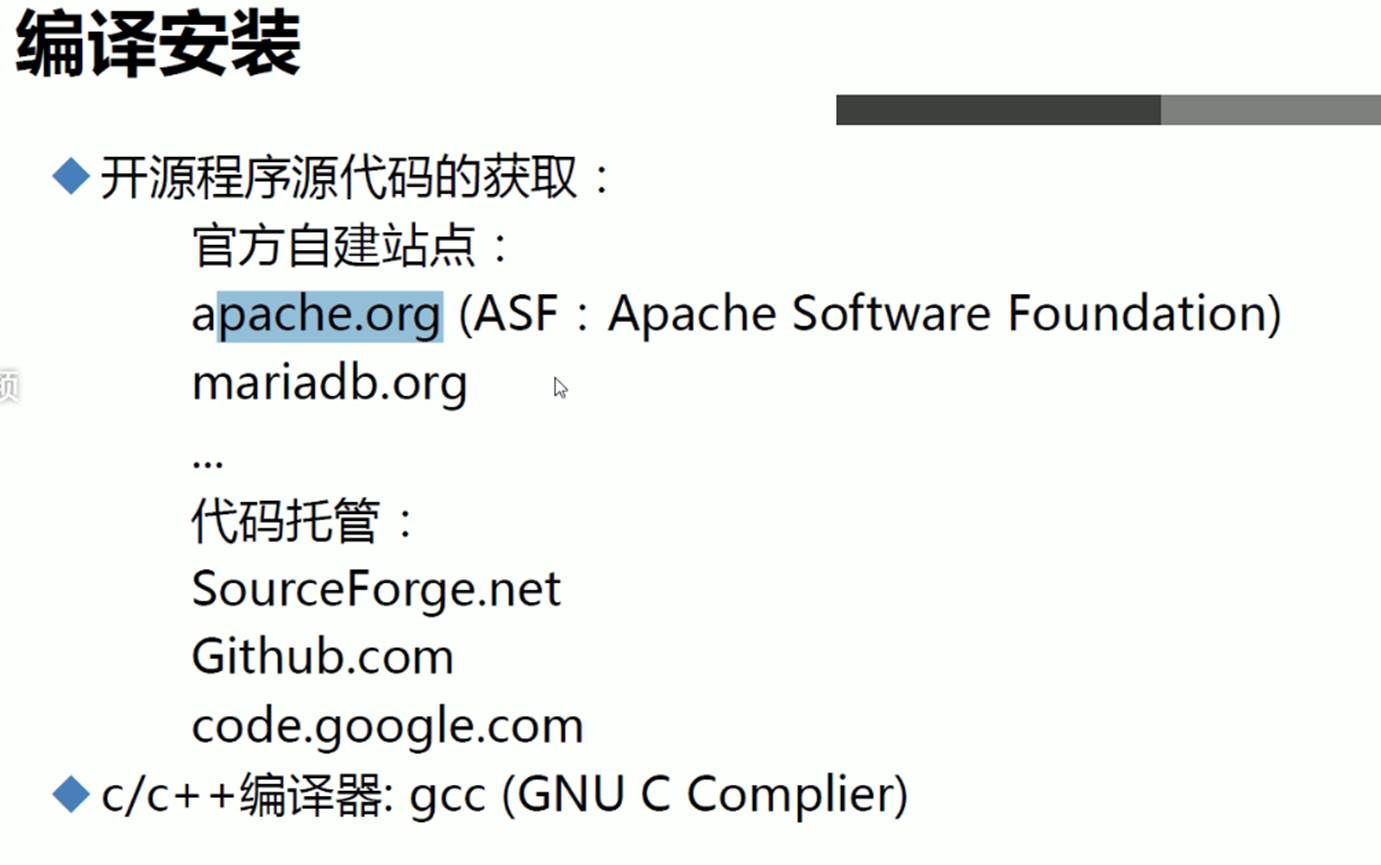 编译安装
开源程序源代码的获取：
官方自建站点：
apache.org (ASF：Apache Software Foundation)
mariadb.org
...
代码托管：
SourceForge.net
Github.com
code.google.com
c/c++编译器: gcc (GNU C Complier)